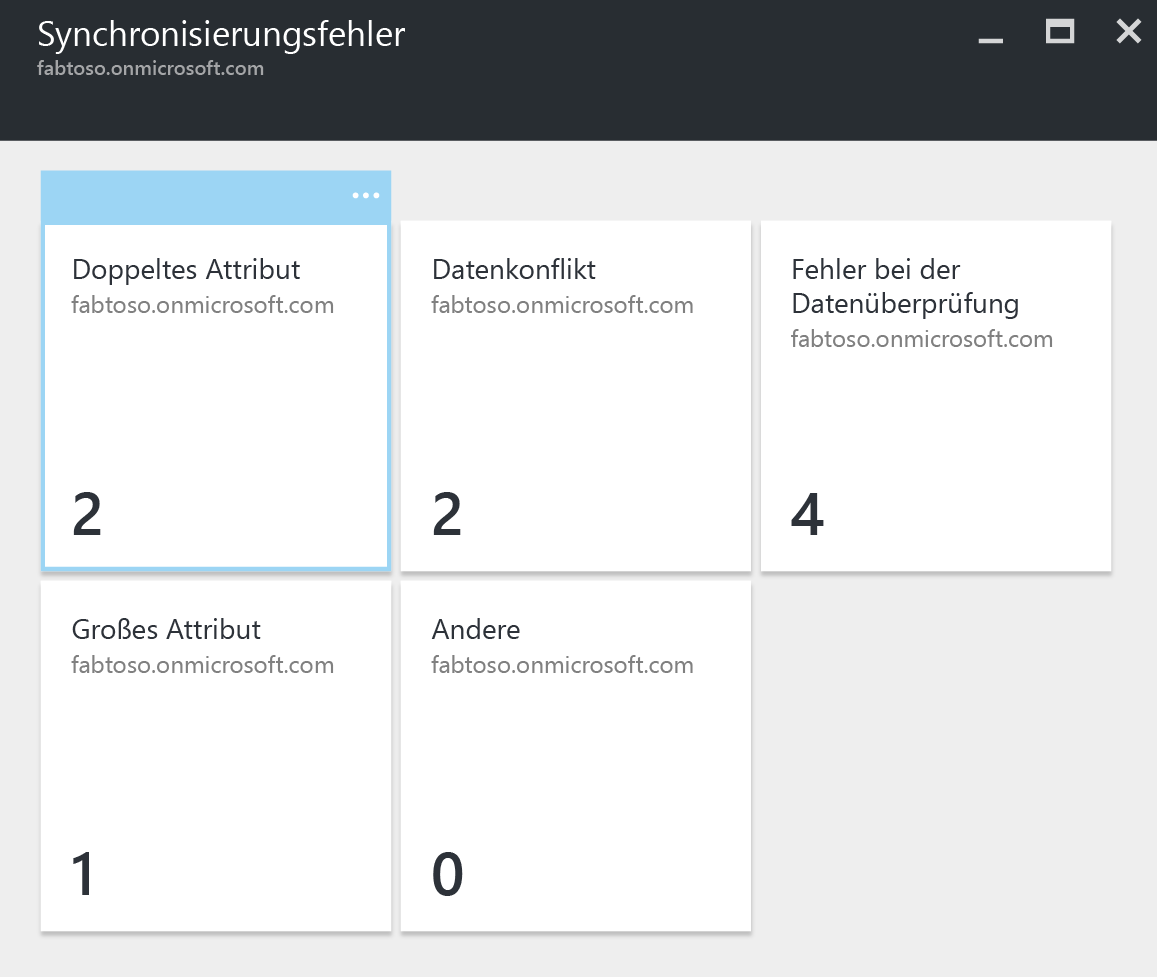 Synchronisierungsfehler
fabtoso.onmicrosoft.com
Doppeltes Attribut
fabtoso.onmicrosoft.com
2
Datenkonflikt
fabtoso.onmicrosoft.com
2
Fehler bei der
Datenüberprüfung
fabtoso.onmicrosoft.com
4
Großes Attribut
fabtoso.onmicrosoft.com
1
Andere
fabtoso.onmicrosoft.com
0